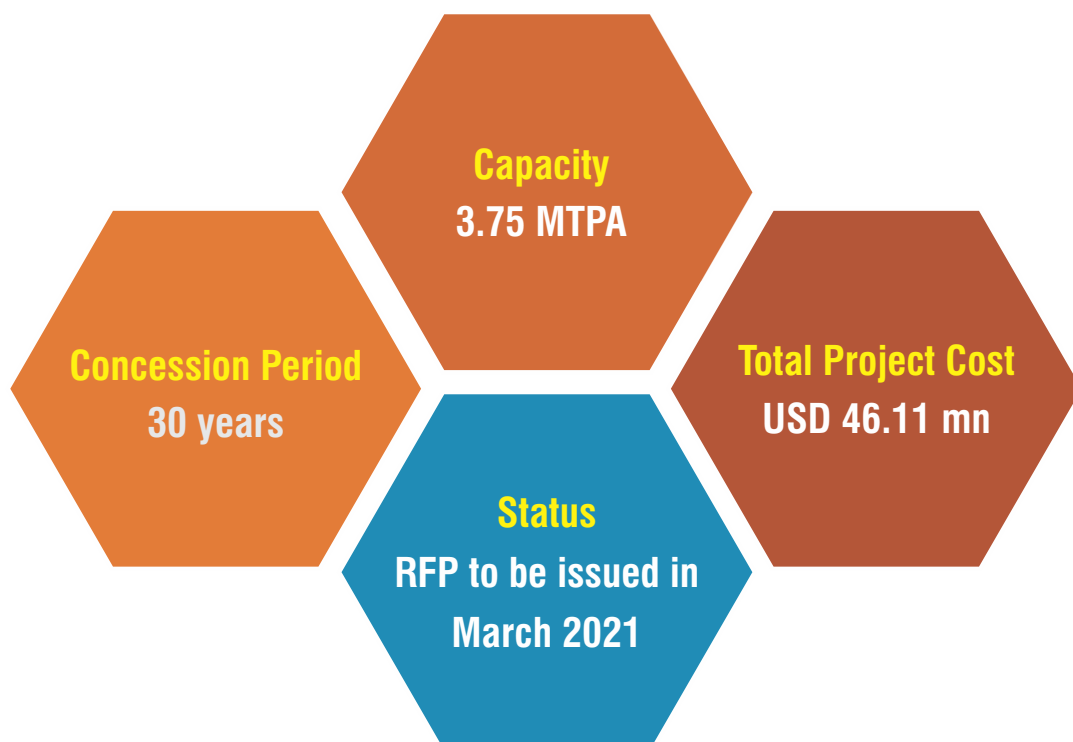 Capacity
3.75 MTPA
Concession Period
30 years
Total Project Cost
USD 46.11 mn
Status
RFP to be issued in
March 2021